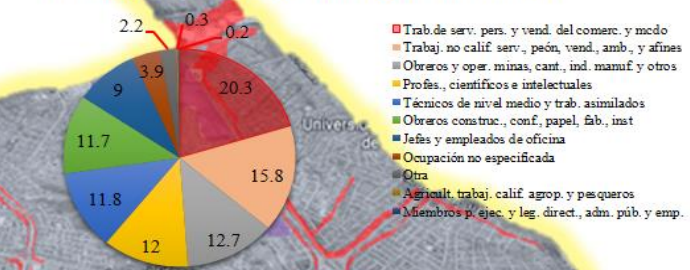 2.2
0.3
0.2
3.9
9
20.3
11.7
15.8
11.8
12
12.7
Trab.de serv. pers. y vend. del comerc. y mcdo
Trabaj. no calif. serv., peón, vend., amb., y afines
Obreros y oper. minas, cant., ind. manuf. y otros
Profes., científicos e intelectuales
Técnicos de nivel medio y trab. asimilados
Obreros construc., conf., papel, fab., inst
Jefes y empleados de oficina
Ocupación no especificada
Otra
Agricult. trabaj. calif. agrop. y pesqueros
Miembros p. ejec. y leg. direct., adm. púb. y emp.